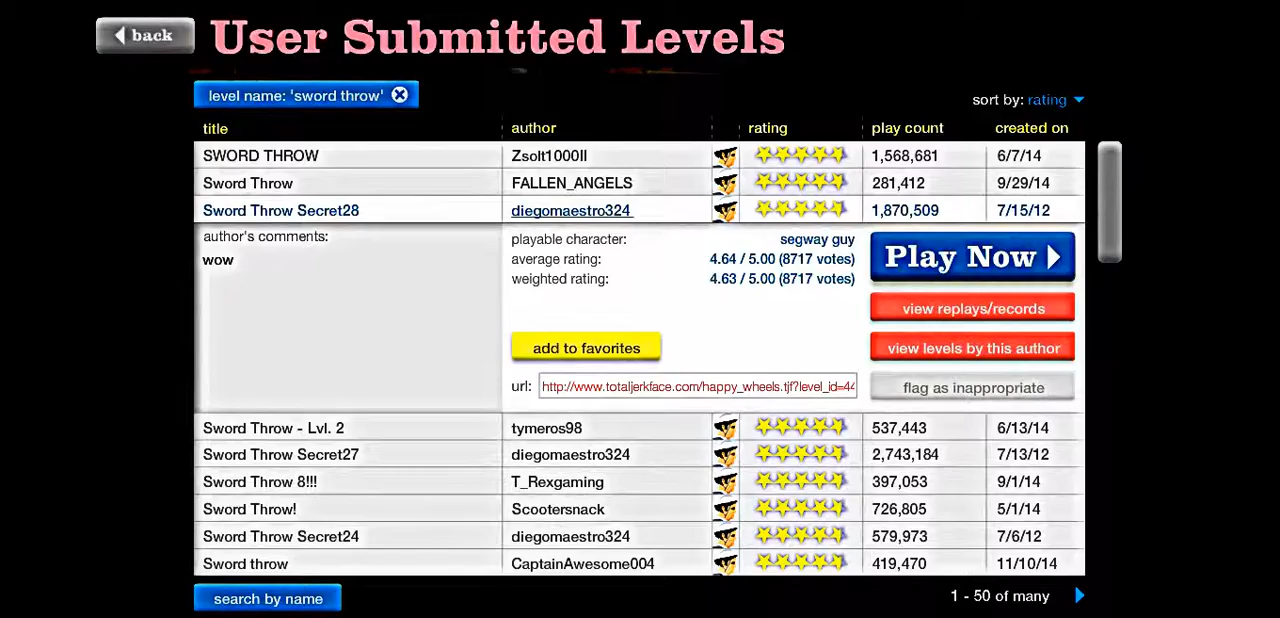 back
User Submitted Levels
level name: 'sword throw'
sort by: rating
title author rating play count created on
SWORD THROW Zsolt1000II 1,568,681 6/7/14
Sword Throw FALLEN_ANGELS 281,412 9/29/14
Sword Throw Secret28 diegomaestro324 1,870,509 7/15/12
author's comments:
wow
playable character: segway guy
average rating: 4.64 / 5.00 (8717 votes)
weighted rating: 4.63 / 5.00 (8717 votes)
Play Now
view replays/records
add to favorites
view levels by this author
url: http://www.totaljerkface.com/happy_wheels.tjf?level_id=44
flag as inappropriate
Sword Throw - Lvl. 2 tymeros98 537,443 6/13/14
Sword Throw Secret27 diegomaestro324 2,743,184 7/13/12
Sword Throw 8!!! T_Rexgaming 397,053 9/1/14
Sword Throw! Scootersnack 726,805 5/1/14
Sword Throw Secret24 diegomaestro324 579,973 7/6/12
Sword throw CaptainAwesome004 419,470 11/10/14
search by name
1 - 50 of many